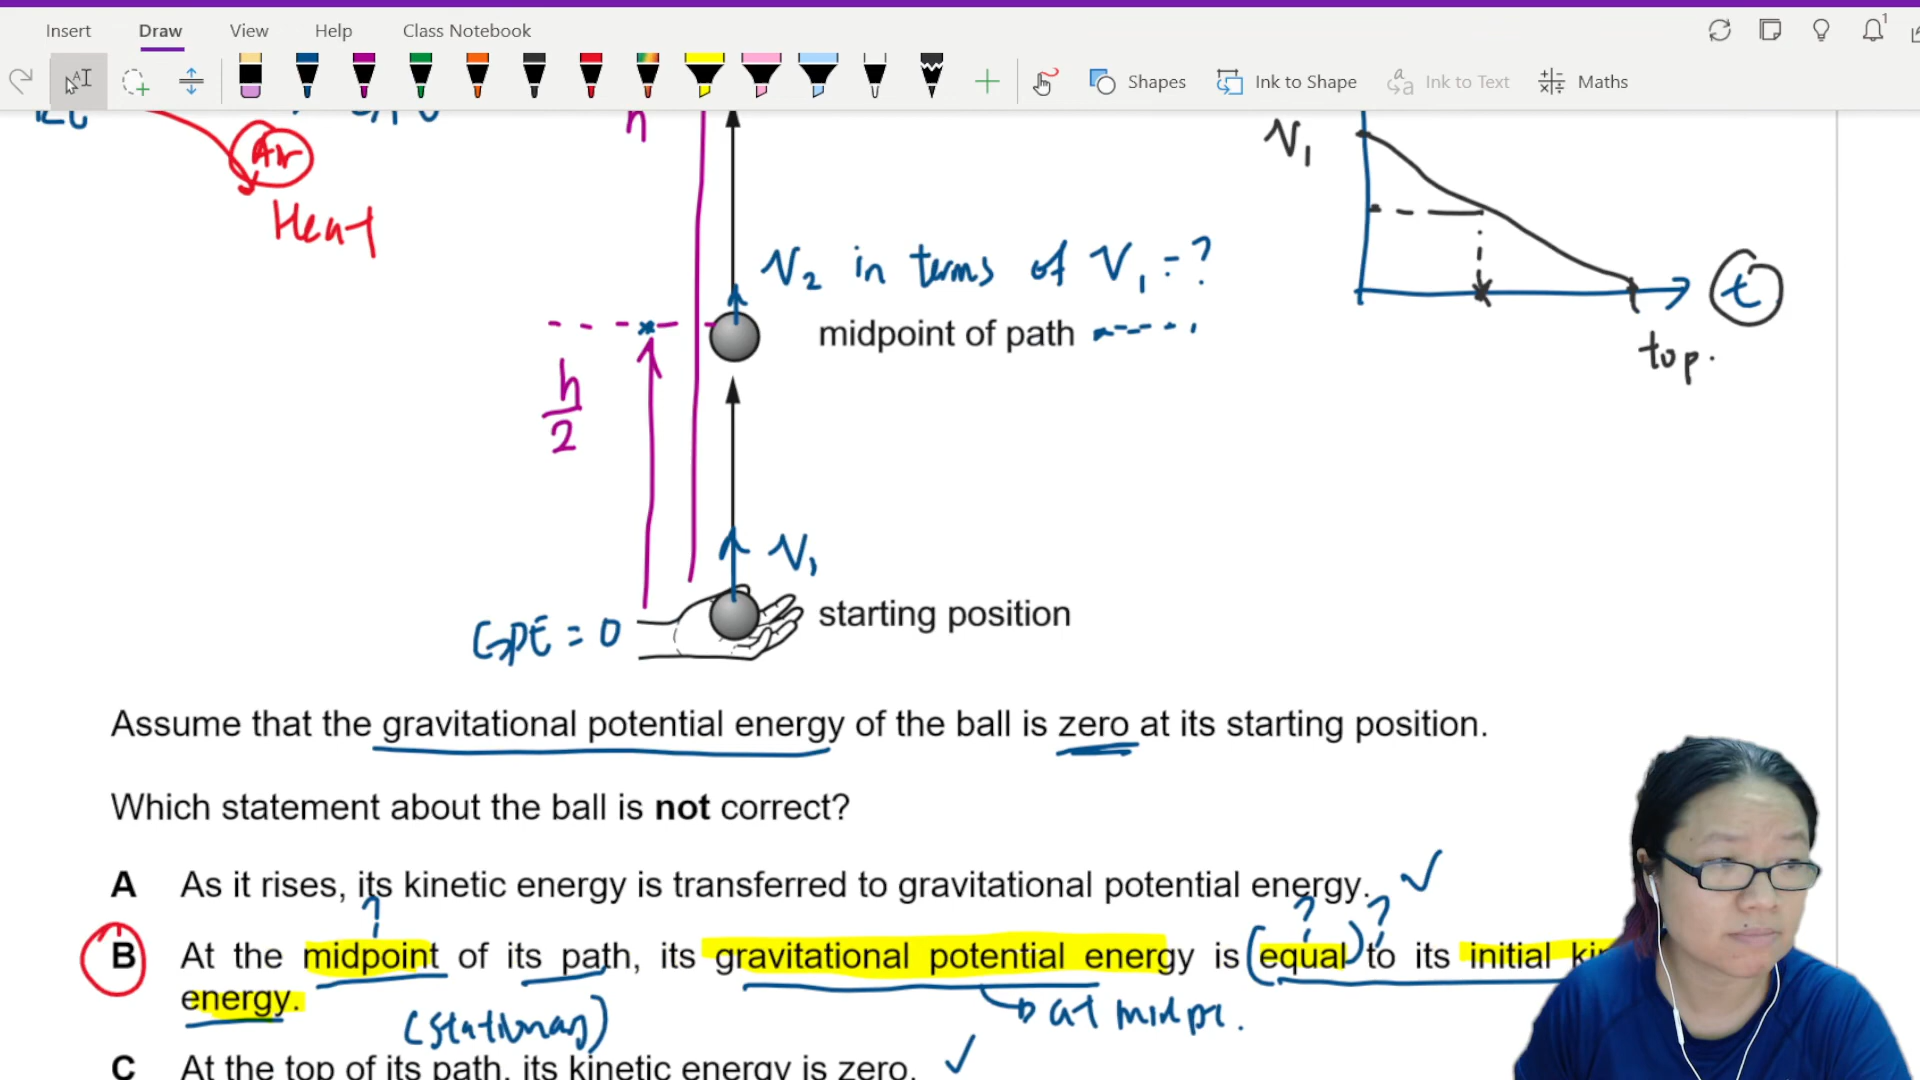 Insert Draw View Help Class Notebook
1
Shapes Ink to Shape Ink to Text Maths
Air
Heat
h
V₁
V₂ in terms of V₁ = ?
midpoint of path
t
top.
h/2
V₁
GPE = 0
starting position
Assume that the gravitational potential energy of the ball is zero at its starting position.
Which statement about the ball is not correct?
A As it rises, its kinetic energy is transferred to gravitational potential energy. ✓
? ? ?
B At the midpoint of its path, its gravitational potential energy is (equal) to its initial
energy.
(stationary) at midpt.
C At the top of its path, its kinetic energy is zero. ✓